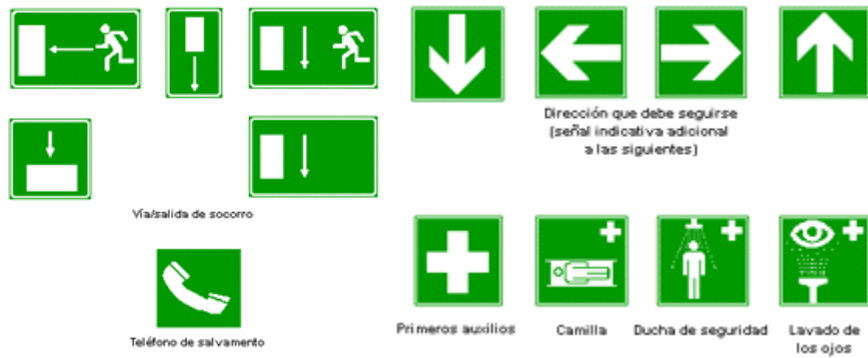 Dirección que debe seguirse
(señal indicativa adicional
a las siguientes)
Vía/salida de socorro
Teléfono de salvamento
Primeros auxilios
Camilla
Ducha de seguridad
Lavado de
los ojos